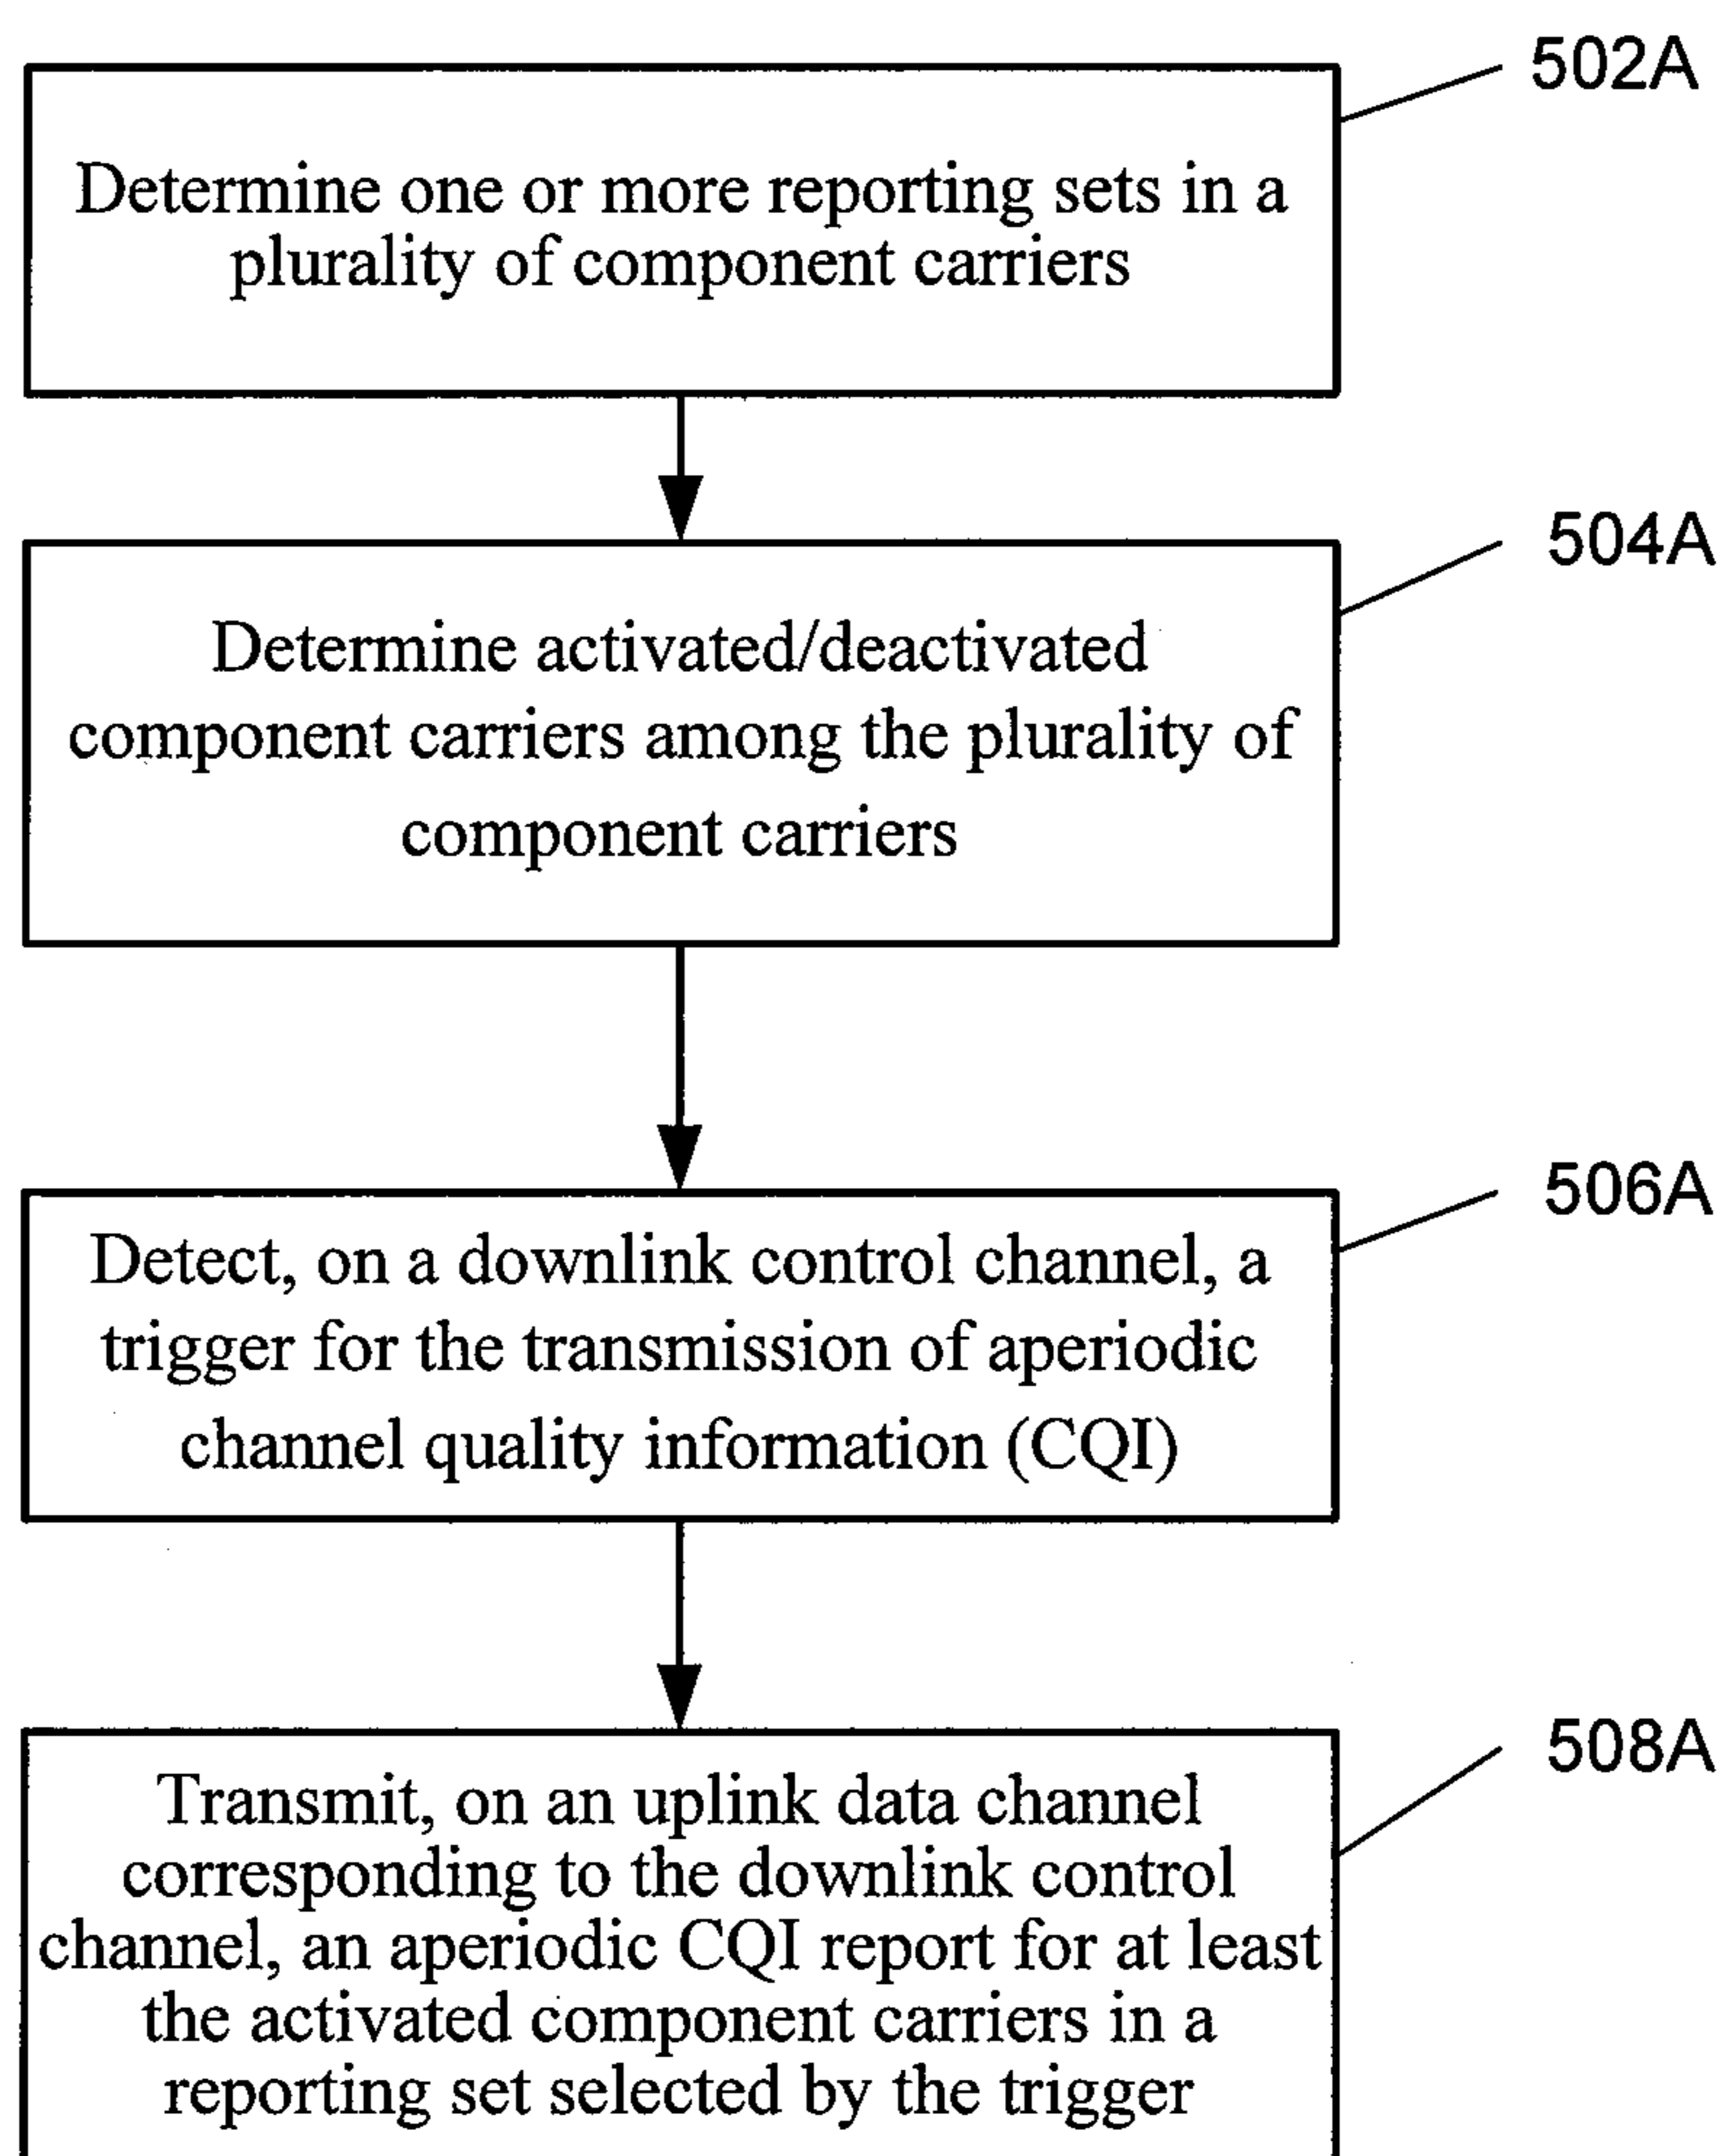 502A
Determine one or more reporting sets in a
plurality of component carriers
504A
Determine activated/deactivated
component carriers among the plurality of
component carriers
506A
Detect, on a downlink control channel, a
trigger for the transmission of aperiodic
channel quality information (CQI)
508A
Transmit, on an uplink data channel
corresponding to the downlink control
channel, an aperiodic CQI report for at least
the activated component carriers in a
reporting set selected by the trigger